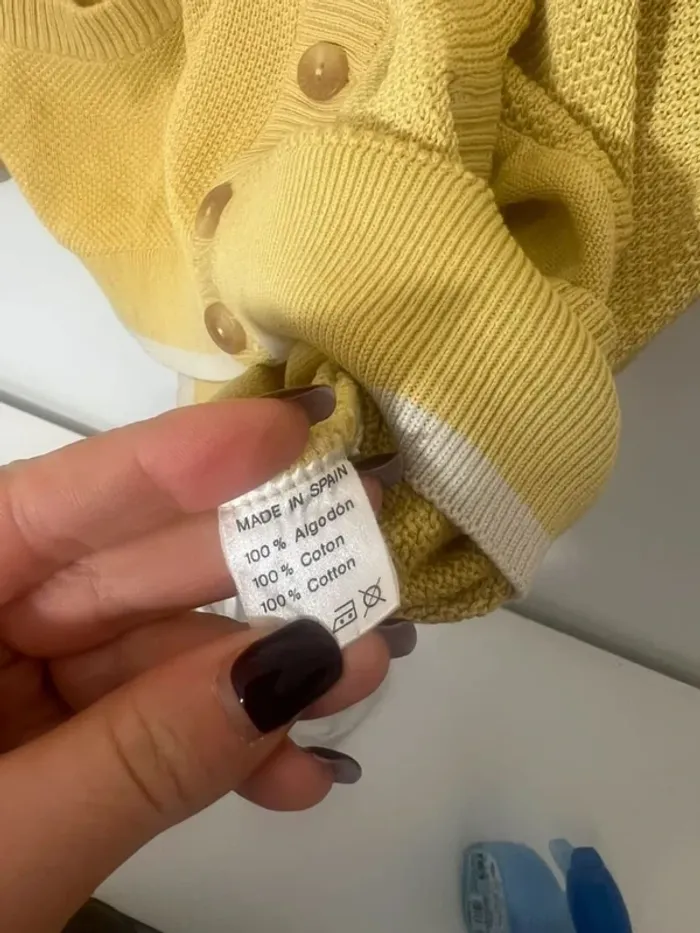 MADE IN SPAIN
100 % Algodón
100 % Coton
100 % Cotton